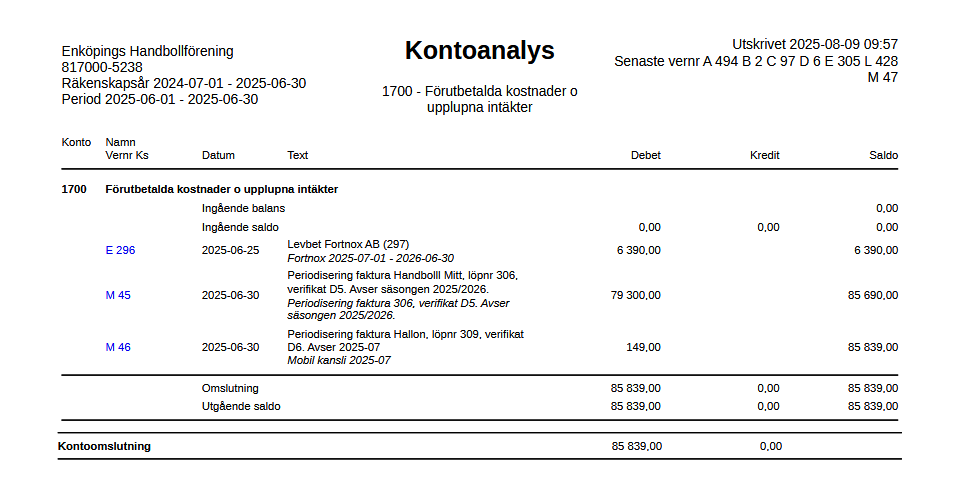 Enköpings Handbollförening
817000-5238
Räkenskapsår 2024-07-01 - 2025-06-30
Period 2025-06-01 - 2025-06-30
Kontoanalys
1700 - Förutbetalda kostnader o
upplupna intäkter
Utskrivet 2025-08-09 09:57
Senaste vernr A 494 B 2 C 97 D 6 E 305 L 428
M 47
Konto Namn
Vernr Ks Datum Text Debet Kredit Saldo
1700 Förutbetalda kostnader o upplupna intäkter
Ingående balans 0,00
Ingående saldo 0,00 0,00 0,00
Levbet Fortnox AB (297)
E 296 2025-06-25 6 390,00 6 390,00
Fortnox 2025-07-01 - 2026-06-30
Periodisering faktura Handbolll Mitt, löpnr 306,
verifikat D5. Avser säsongen 2025/2026.
M 45 2025-06-30 79 300,00 85 690,00
Periodisering faktura 306, verifikat D5. Avser
säsongen 2025/2026.
Periodisering faktura Hallon, löpnr 309, verifikat
M 46 2025-06-30 D6. Avser 2025-07 149,00 85 839,00
Mobil kansli 2025-07
Omslutning 85 839,00 0,00 85 839,00
Utgående saldo 85 839,00 0,00 85 839,00
Kontoomslutning 85 839,00 0,00